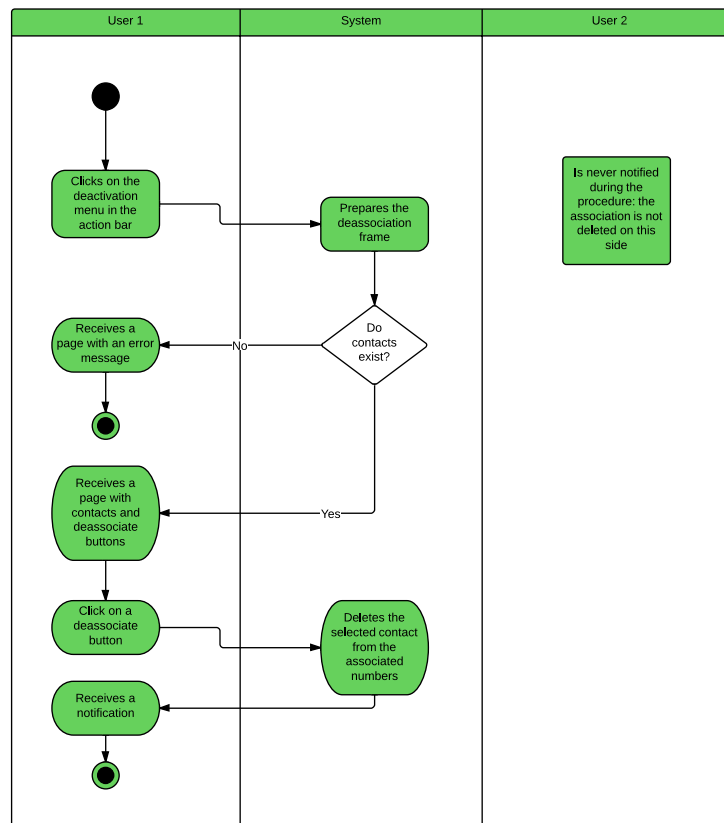 User 1
System
User 2
Clicks on the
deactivation
menu in the
action bar
Prepares the
deassociation
frame
Is never notified
during the
procedure: the
association is not
deleted on this
side
Do
contacts
exist?
No
Receives a
page with an error
message
Receives a
page with
contacts and
deassociate
buttons
Yes
Click on a
deassociate
button
Deletes the
selected contact
from the
associated
numbers
Receives a
notification